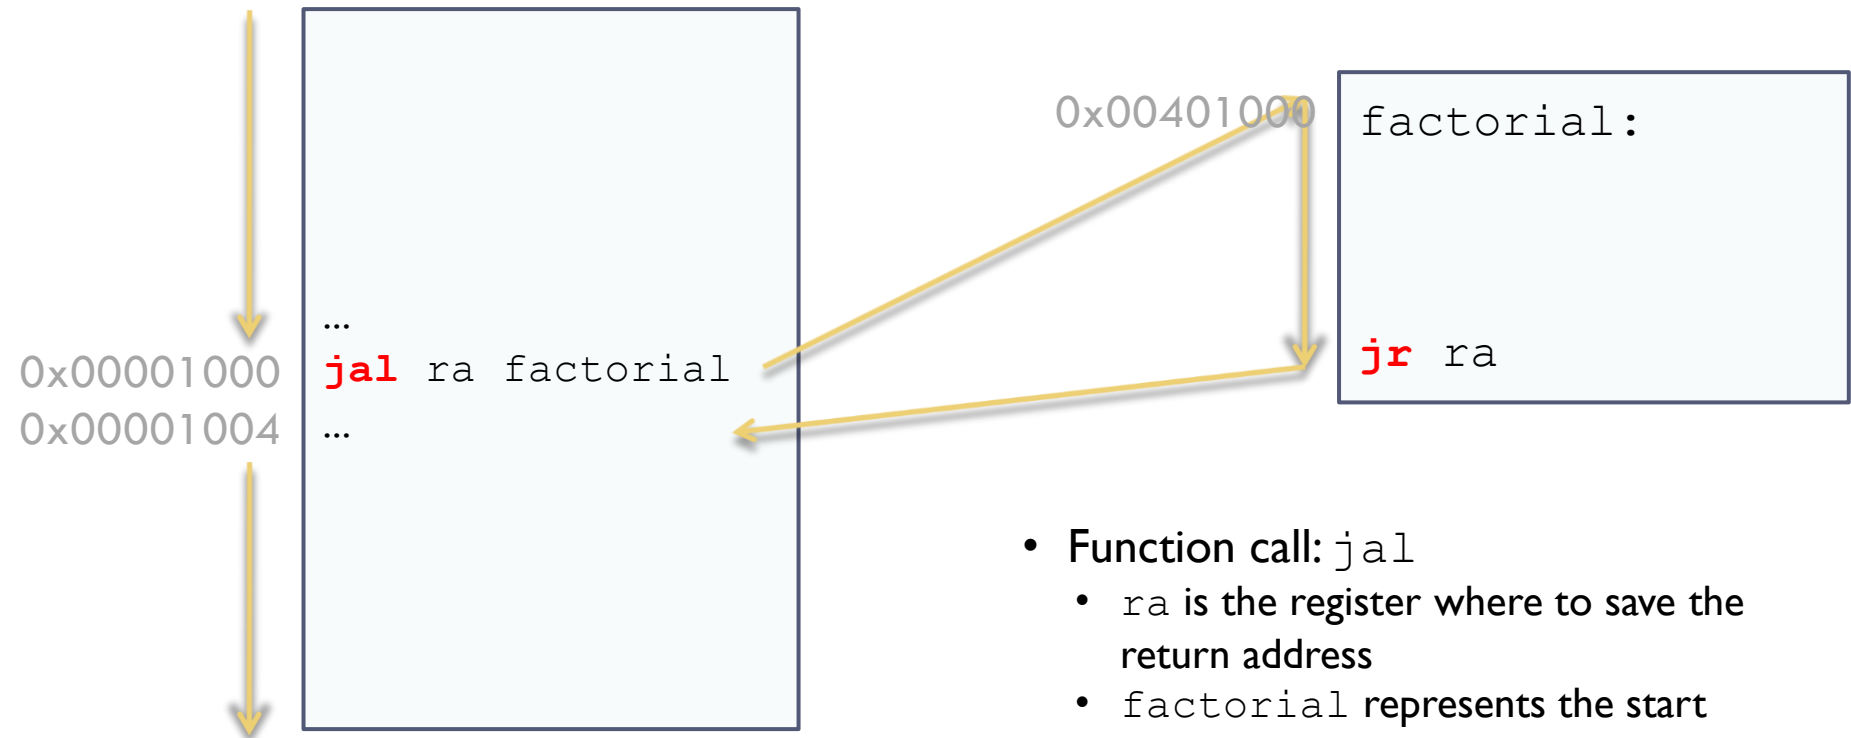 0x00401000
factorial:
...
0x00001000 jal ra factorial
jr ra
0x00001004 ...
• Function call: jal
• ra is the register where to save the
return address
• factorial represents the start